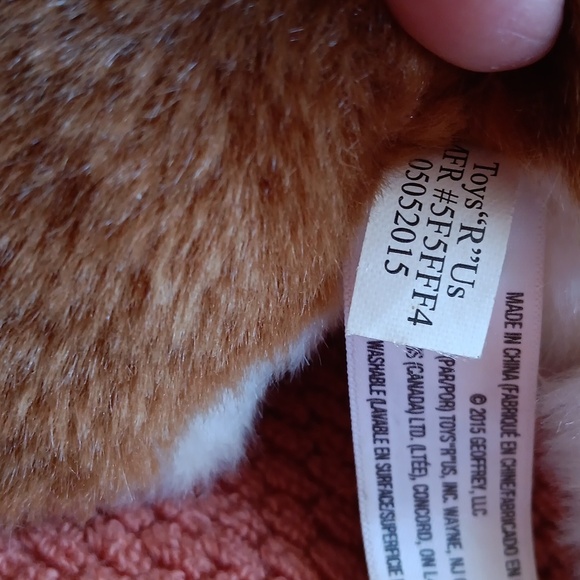 Toys“R”Us
MFR #5F5FFF4
05052015
MADE IN CHINA (FABRIQUÉ EN CHINE/FABRICADO EN
© 2015 GEOFFREY, LLC
(PAR/POR) TOYS"R"US, INC. WAYNE, NJ
(CANADA) LTD. (LTÉE), CONCORD, ON
WASHABLE (LAVABLE EN SURFACE/SUPERFICIE